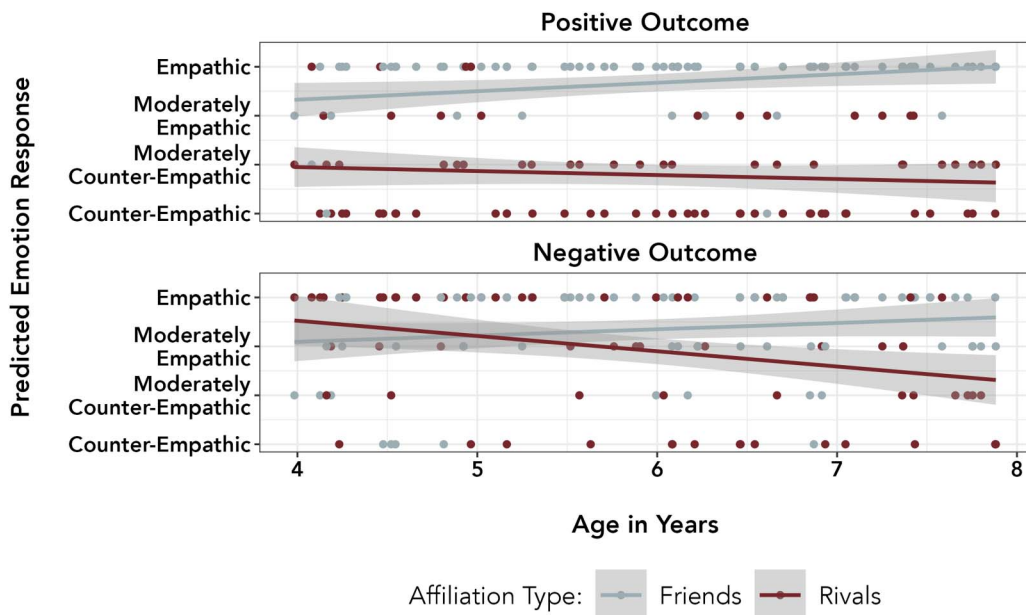 Positive Outcome
Empathic
Moderately
Empathic
Moderately
Counter-Empathic
Counter-Empathic
Negative Outcome
Empathic
Moderately
Empathic
Moderately
Counter-Empathic
Counter-Empathic
Predicted Emotion Response
4 5 6 7 8
Age in Years
Affiliation Type: Friends Rivals